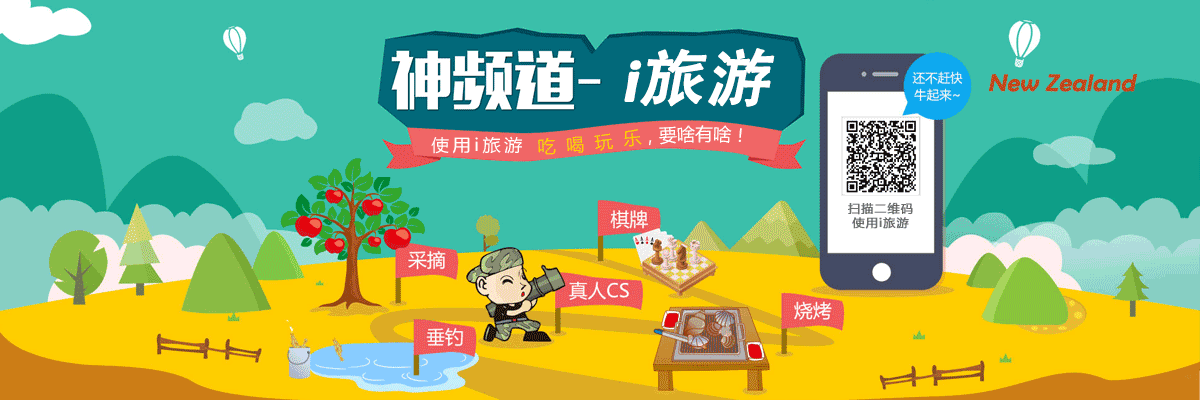 神频道-i旅游
使用i旅游 吃喝玩乐,要啥有啥!
还不赶快
牛起来~
New Zealand
扫描二维码
使用i旅游
棋牌
采摘
真人CS
烧烤
垂钓